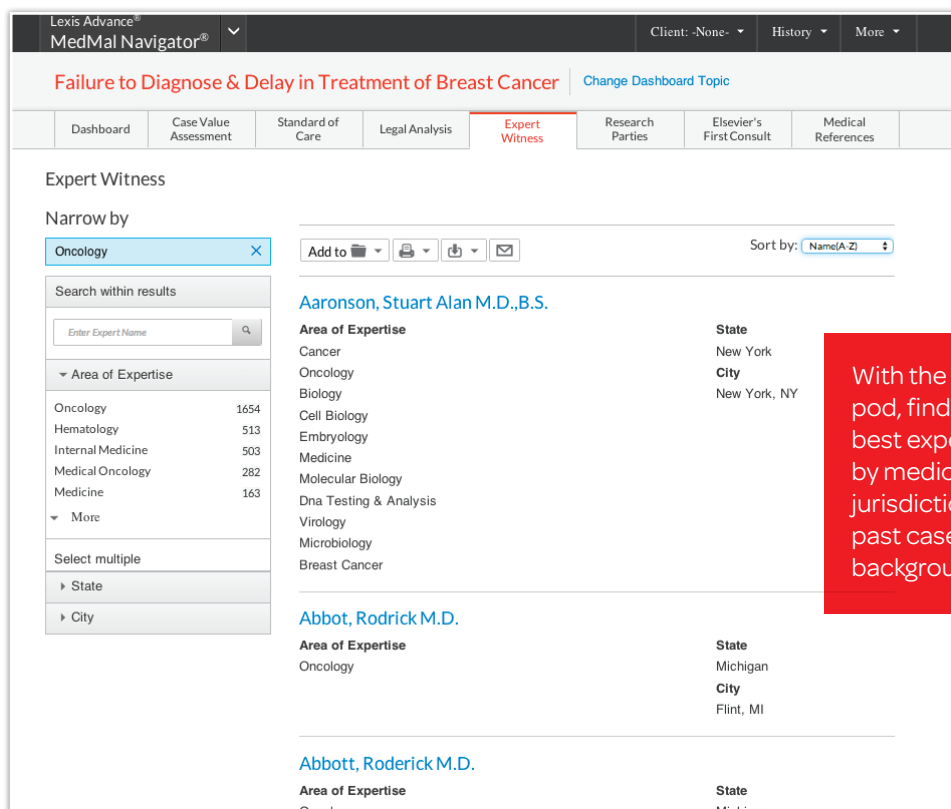 Lexis Advance®
MedMal Navigator®
Client: -None-
History
More
Failure to Diagnose & Delay in Treatment of Breast Cancer
Change Dashboard Topic
Dashboard
Case Value
Assessment
Standard of
Care
Legal Analysis
Expert
Witness
Research
Parties
Elsevier's
First Consult
Medical
References
Expert Witness
Narrow by
Oncology
Search within results
Enter Expert Name
Area of Expertise
Oncology 1654
Hematology 513
Internal Medicine 503
Medical Oncology 282
Medicine 163
More
Select multiple
State
City
Add to
Sort by: Name(A-Z)
Aaronson, Stuart Alan M.D.,B.S.
Area of Expertise
Cancer
Oncology
Biology
Cell Biology
Embryology
Medicine
Molecular Biology
Dna Testing & Analysis
Virology
Microbiology
Breast Cancer
State
New York
City
New York, NY
Abbot, Rodrick M.D.
Area of Expertise
Oncology
State
Michigan
City
Flint, MI
Abbott, Roderick M.D.
Area of Expertise
State
With the
pod, find
best
by
past